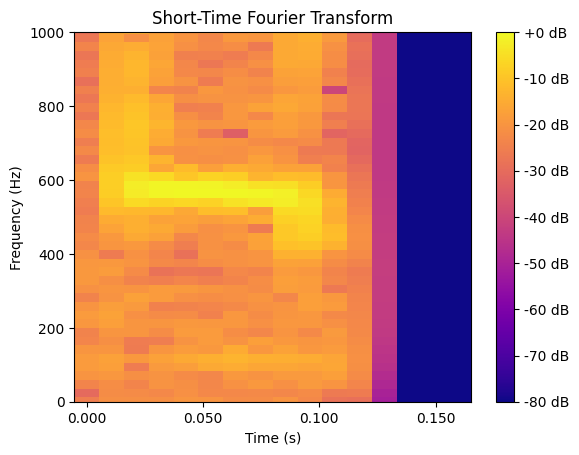 Short-Time Fourier Transform
1000
800
600
400
200
0
Frequency (Hz)
0.000
0.050
0.100
0.150
Time (s)
+0 dB
-10 dB
-20 dB
-30 dB
-40 dB
-50 dB
-60 dB
-70 dB
-80 dB